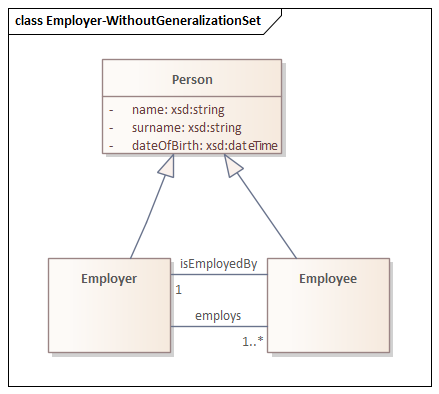 class Employer-WithoutGeneralizationSet
Person
- name: xsd:string
- surname: xsd:string
- dateOfBirth: xsd:dateTime
Employer
isEmployedBy
Employee
1
employs
1..*